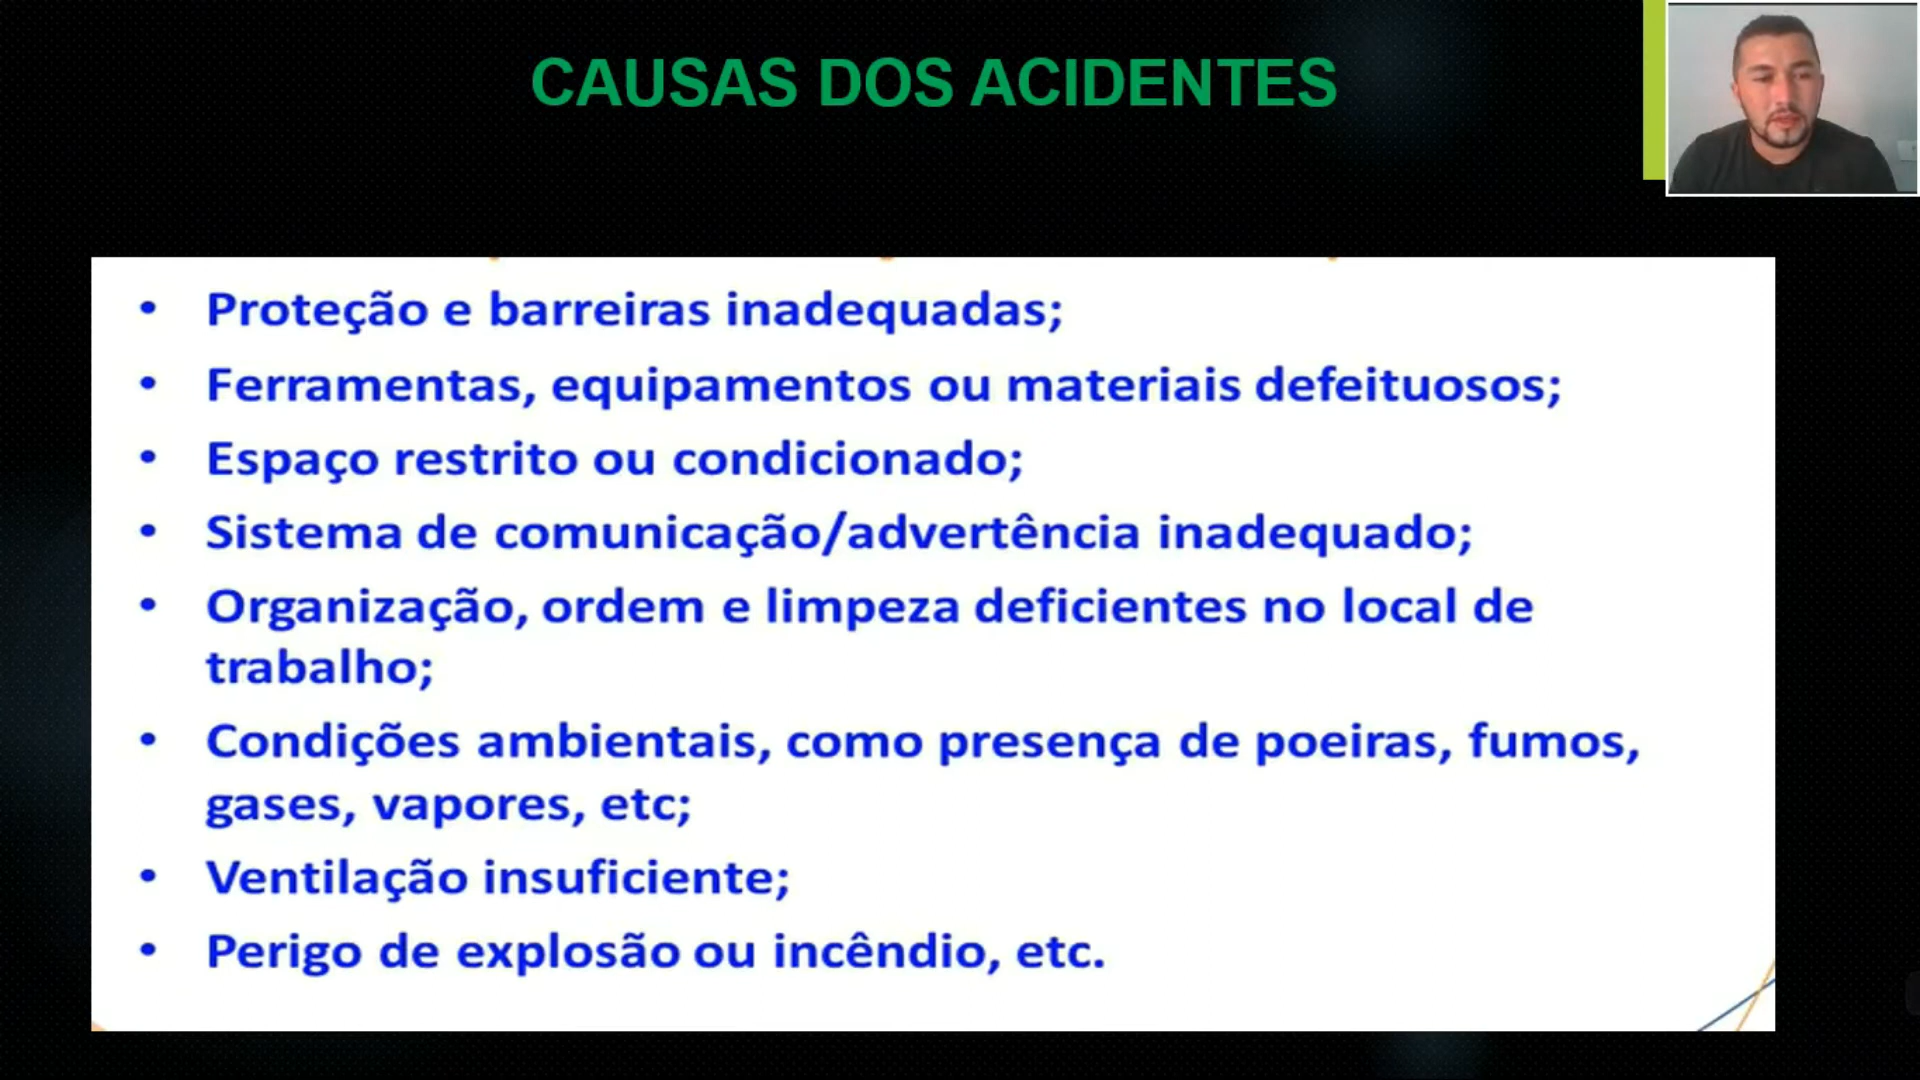 CAUSAS DOS ACIDENTES
• Proteção e barreiras inadequadas;
• Ferramentas, equipamentos ou materiais defeituosos;
• Espaço restrito ou condicionado;
• Sistema de comunicação/advertência inadequado;
• Organização, ordem e limpeza deficientes no local de
trabalho;
• Condições ambientais, como presença de poeiras, fumos,
gases, vapores, etc;
• Ventilação insuficiente;
• Perigo de explosão ou incêndio, etc.